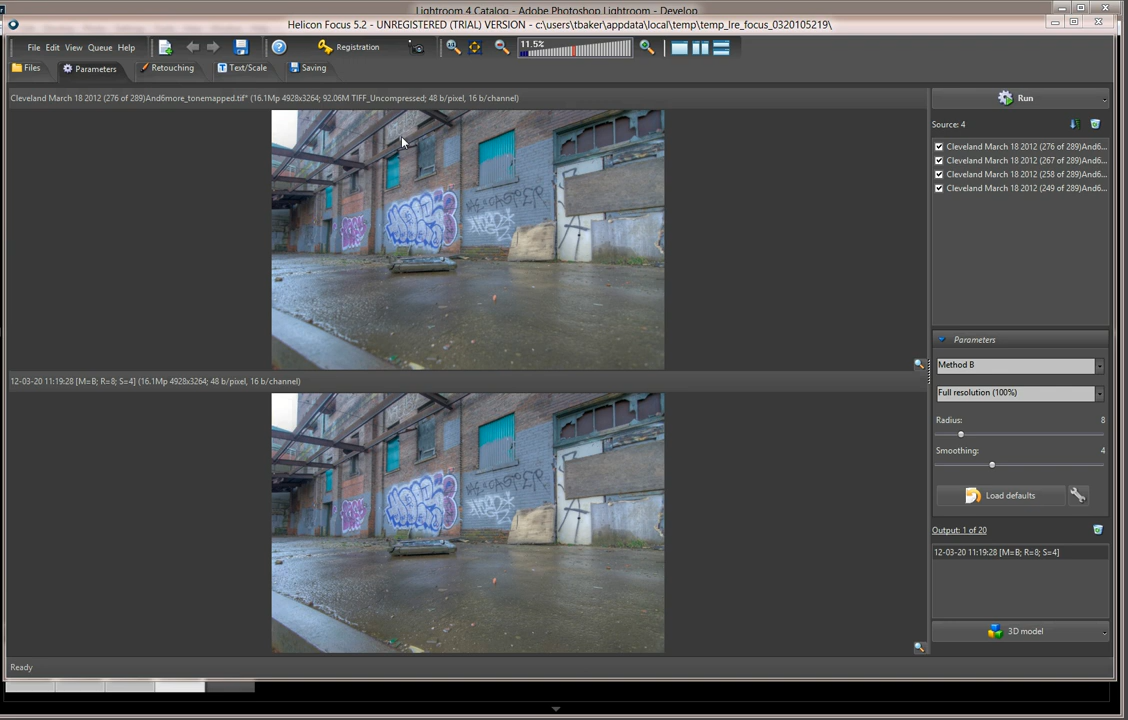 Lightroom 4 Catalog - Adobe Photoshop Lightroom - Develop
Helicon Focus 5.2 - UNREGISTERED (TRIAL) VERSION - c:\users\tbaker\appdata\local\temp\temp_lre_focus_0320105219\
File Edit View Queue Help
Registration
11.5%
Files
Parameters
Retouching
Text/Scale
Saving
Cleveland March 18 2012 (276 of 289)And6more_tonemapped.tif* (16.1Mp 4928x3264; 92.06M TIFF_Uncompressed; 48 b/pixel, 16 b/channel)
12-03-20 11:19:28 [M=B; R=8; S=4] (16.1Mp 4928x3264; 48 b/pixel, 16 b/channel)
Run
Source: 4
Cleveland March 18 2012 (276 of 289)And6...
Cleveland March 18 2012 (267 of 289)And6...
Cleveland March 18 2012 (258 of 289)And6...
Cleveland March 18 2012 (249 of 289)And6...
Parameters
Method B
Full resolution (100%)
Radius: 8
Smoothing: 4
Load defaults
Output: 1 of 20
12-03-20 11:19:28 [M=B; R=8; S=4]
3D model
Ready